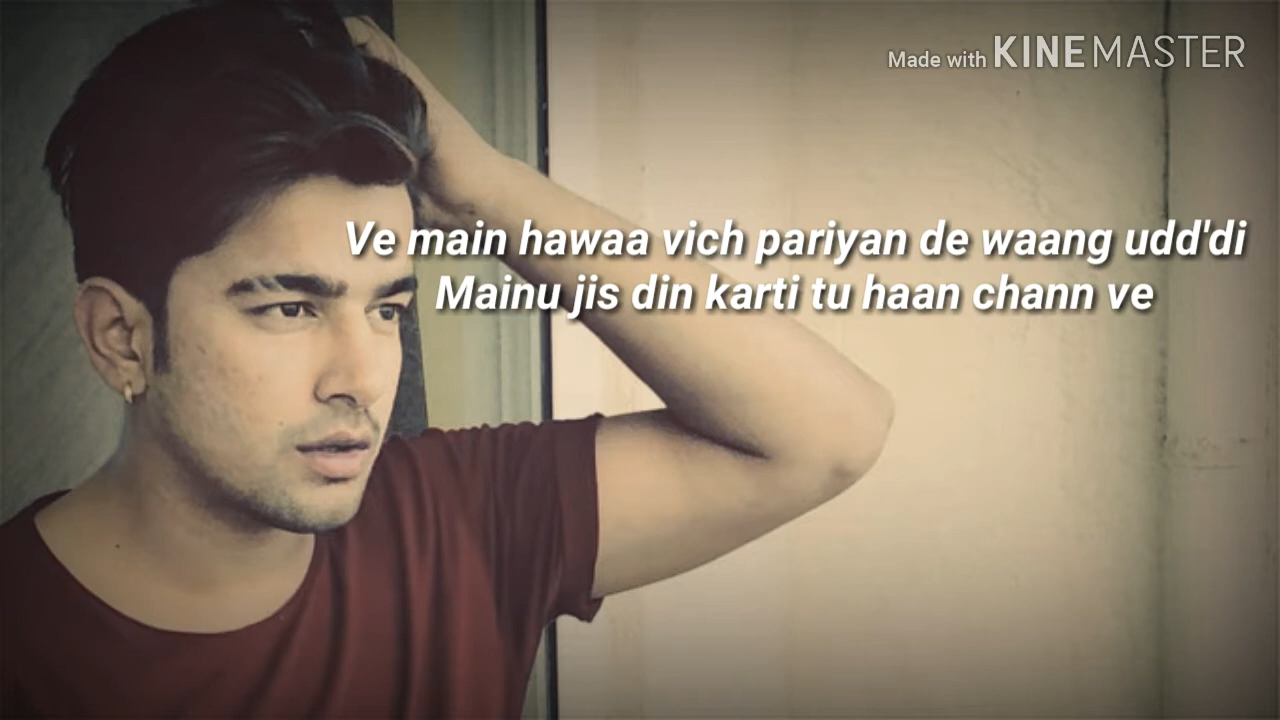 Made with KINEMASTER
Ve main hawaa vich pariyan de waang udd'di
Mainu jis din karti tu haan chann ve